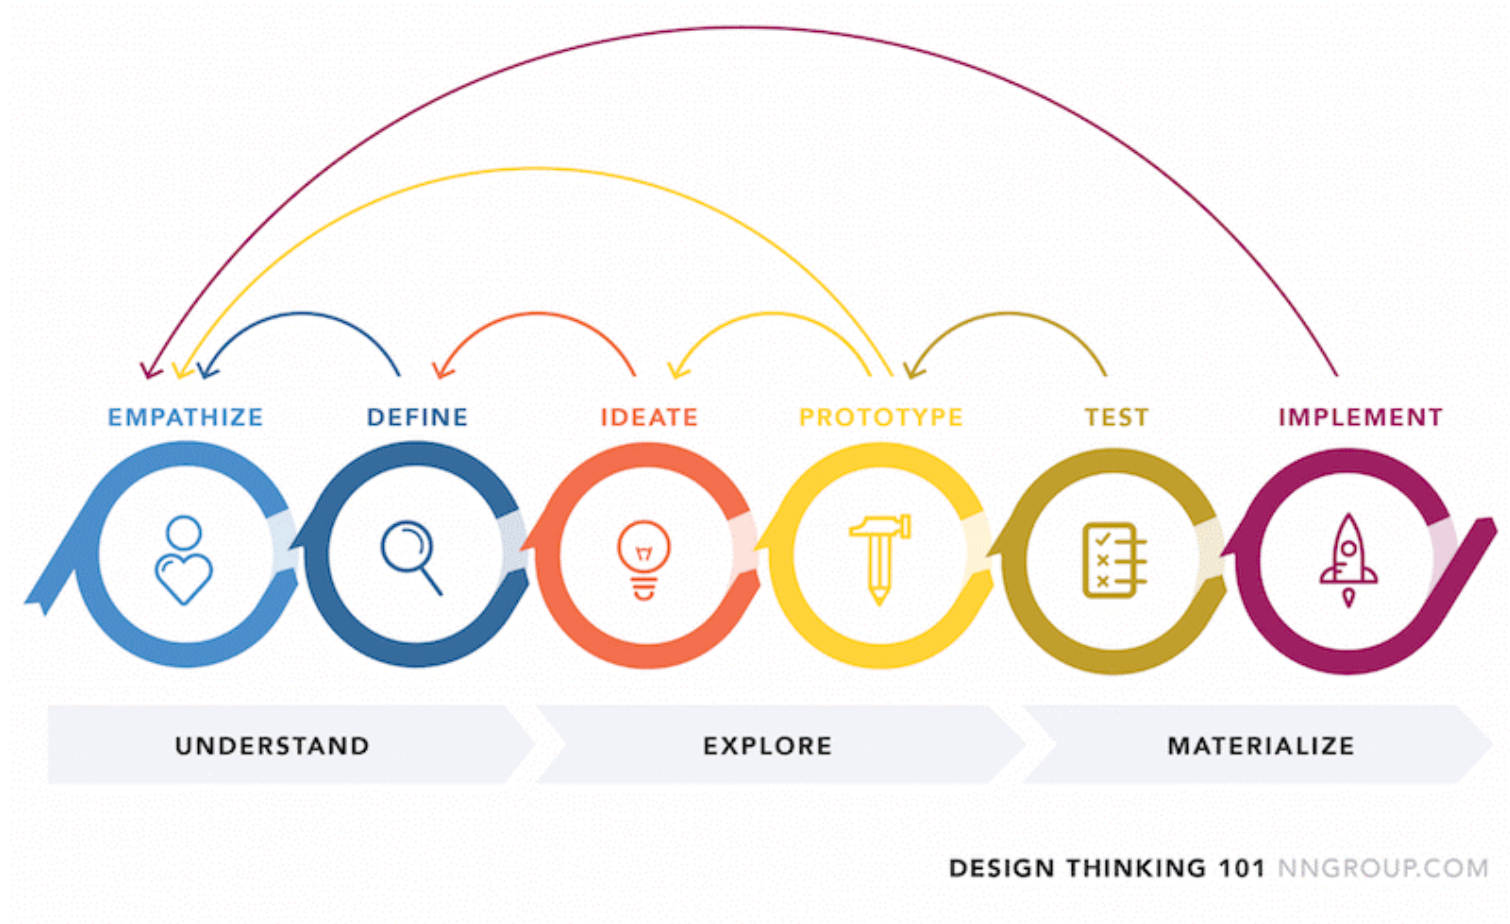 EMPATHIZE DEFINE IDEATE PROTOTYPE TEST IMPLEMENT
UNDERSTAND EXPLORE MATERIALIZE
DESIGN THINKING 101 NNGROUP.COM